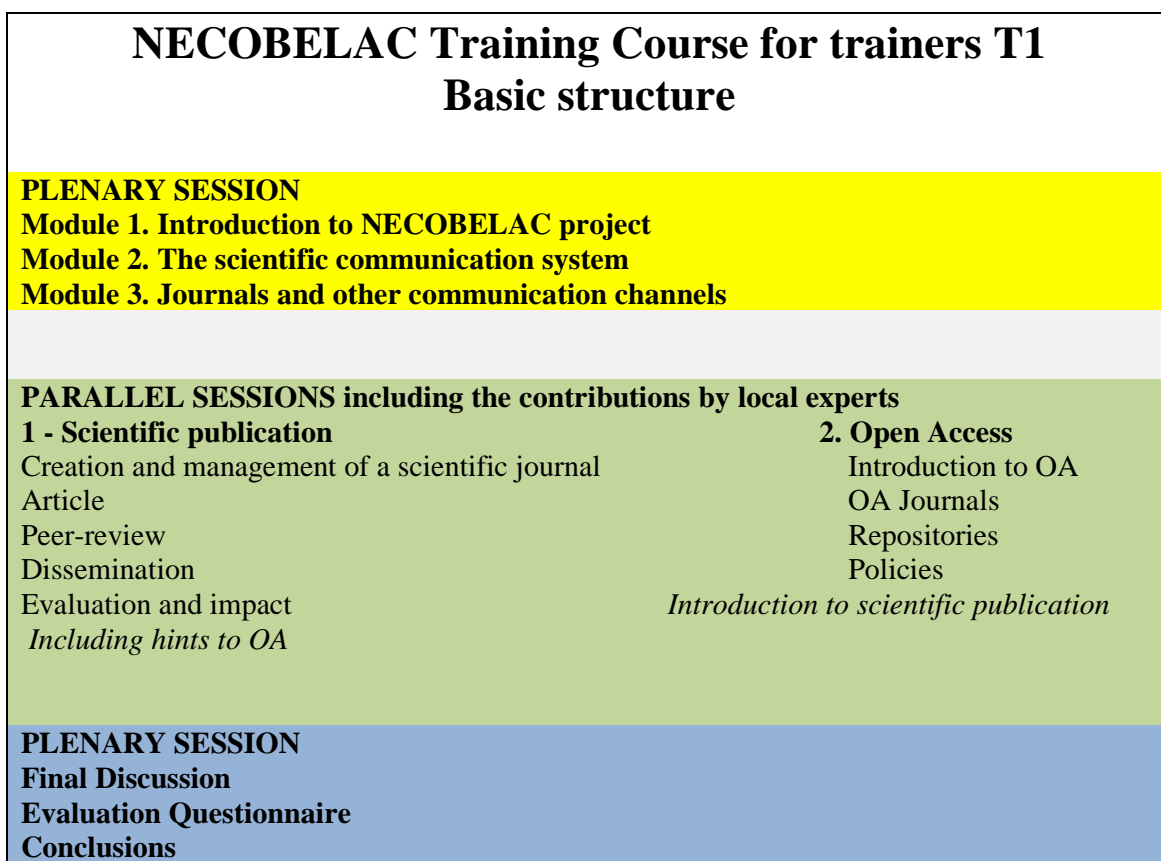 NECOBELAC Training Course for trainers T1
Basic structure
PLENARY SESSION
Module 1. Introduction to NECOBELAC project
Module 2. The scientific communication system
Module 3. Journals and other communication channels
PARALLEL SESSIONS including the contributions by local experts
1 - Scientific publication 2. Open Access
Creation and management of a scientific journal Introduction to OA
Article OA Journals
Peer-review Repositories
Dissemination Policies
Evaluation and impact Introduction to scientific publication
Including hints to OA
PLENARY SESSION
Final Discussion
Evaluation Questionnaire
Conclusions